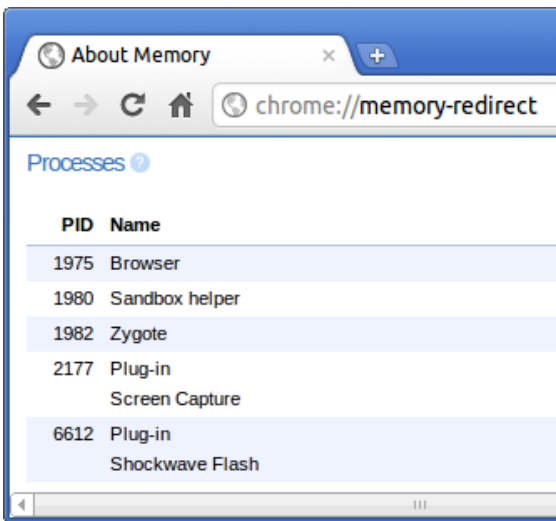 About Memory
chrome://memory-redirect
Processes ?
PID Name
1975 Browser
1980 Sandbox helper
1982 Zygote
2177 Plug-in
Screen Capture
6612 Plug-in
Shockwave Flash